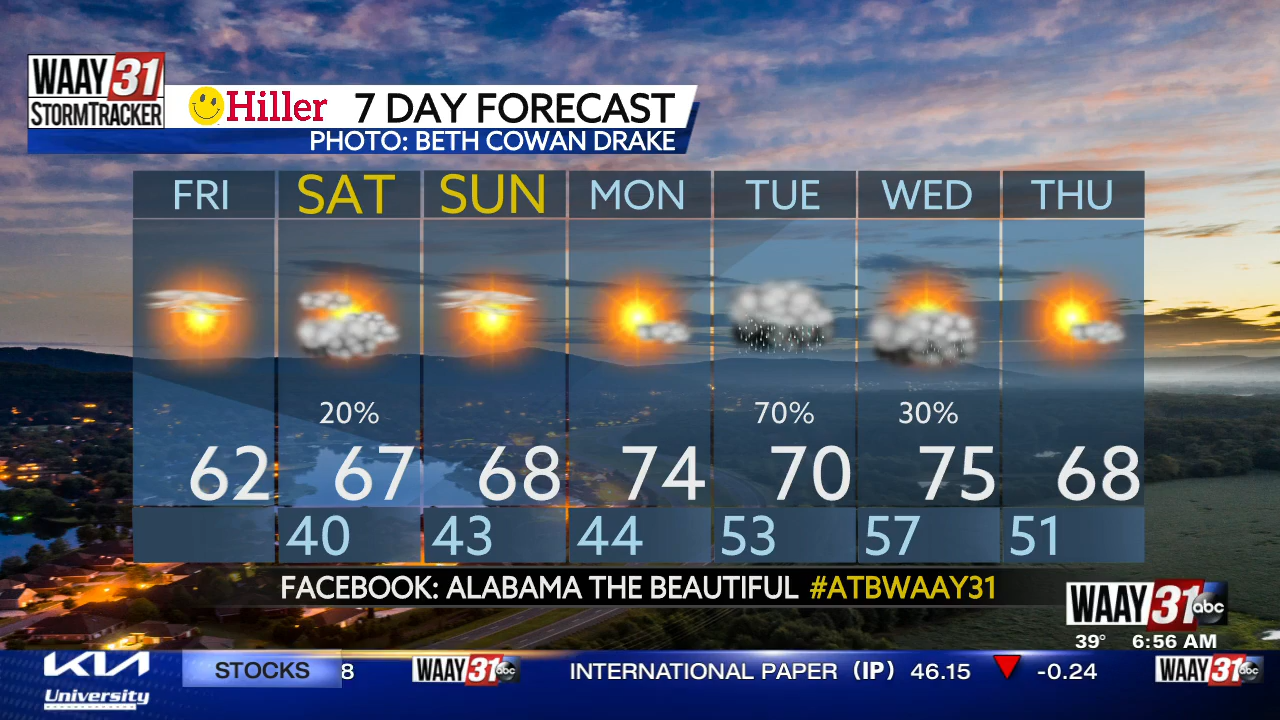 WAAY 31
STORMTRACKER
Hiller 7 DAY FORECAST
PHOTO: BETH COWAN DRAKE
FRI SAT SUN MON TUE WED THU
20% 70% 30%
62 67 68 74 70 75 68
40 43 44 53 57 51
FACEBOOK: ALABAMA THE BEAUTIFUL #ATBWAAY31
WAAY 31 abc
39° 6:56 AM
KIA STOCKS 8 WAAY 31 abc INTERNATIONAL PAPER (IP) 46.15 -0.24 WAAY 31 abc
University